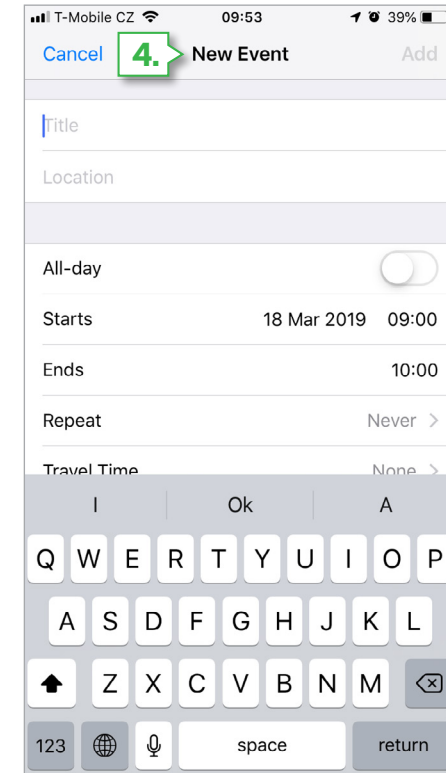 T-Mobile CZ 09:53 39%
Cancel 4. New Event Add
Title
Location
All-day
Starts 18 Mar 2019 09:00
Ends 10:00
Repeat Never >
Travel Time None >
I Ok A
Q W E R T Y U I O P
A S D F G H J K L
Z X C V B N M
123 space return